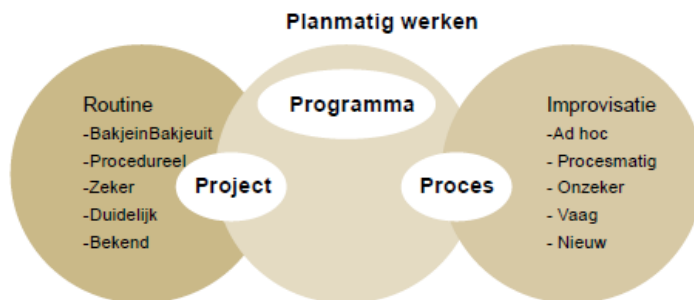 Planmatig werken
Routine
-BakjeinBakjeuit
-Procedureel
-Zeker
-Duidelijk
-Bekend
Project
Programma
Proces
Improvisatie
-Ad hoc
- Procesmatig
- Onzeker
- Vaag
- Nieuw